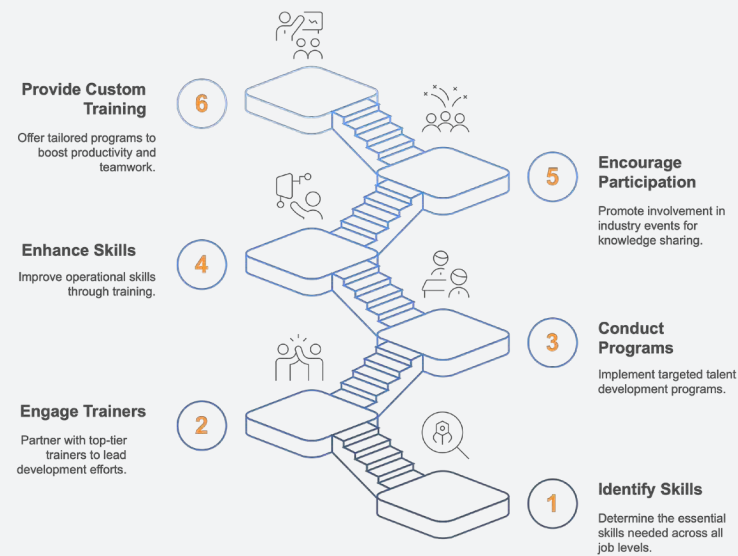 Provide Custom
Training
6
Offer tailored programs to
boost productivity and
teamwork.
5
Encourage
Participation
Promote involvement in
industry events for
knowledge sharing.
Enhance Skills
4
Improve operational skills
through training.
3
Conduct
Programs
Implement targeted talent
development programs.
Engage Trainers
2
Partner with top-tier
trainers to lead
development efforts.
1
Identify Skills
Determine the essential
skills needed across all
job levels.